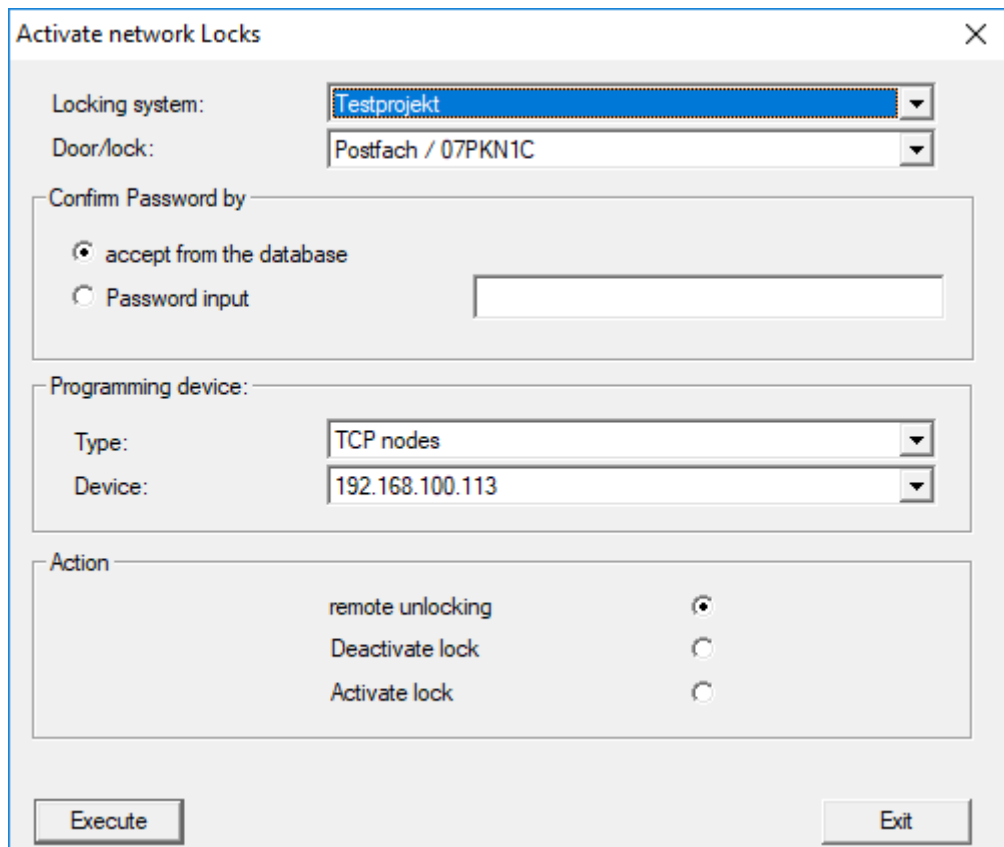 Activate network Locks
Locking system: Testprojekt
Door/lock: Postfach / 07PKN1C
Confirm Password by
accept from the database
Password input
Programming device:
Type: TCP nodes
Device: 192.168.100.113
Action
remote unlocking
Deactivate lock
Activate lock
Execute Exit